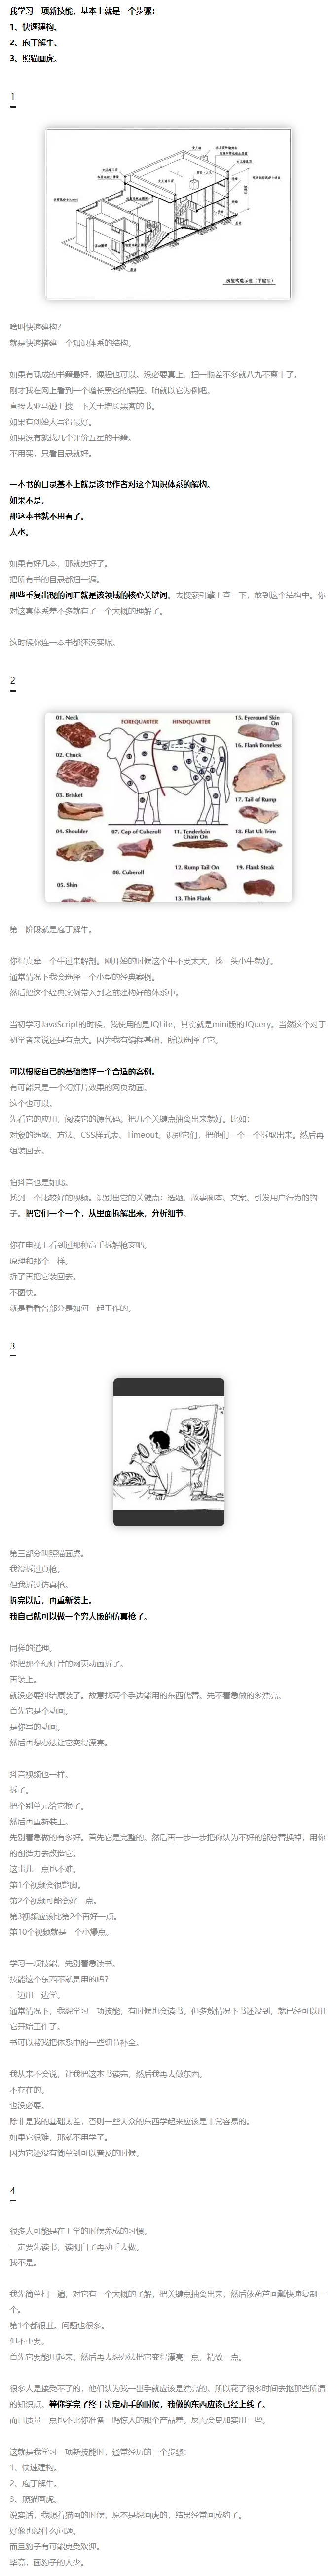 我学习一项新技能，基本上就是三个步骤：
1、快速建构、
2、庖丁解牛、
3、照猫画虎。
1
啥叫快速建构？
就是快速搭建一个知识体系的结构。
如果有现成的书籍最好，课程也可以。没必要真上，扫一眼差不多就八九不离十了。
刚才我在网上看到一个增长黑客的课程。咱就以它为例吧。
直接去亚马逊上搜一下关于增长黑客的书。
如果有创始人写得最好。
如果没有就找几个评价五星的书籍。
不用买，只看目录就好。
一本书的目录基本上就是该书作者对这个知识体系的解构。
如果不是，
那这本书就不用看了。
太水。
如果有好几本，那就更好了。
把所有书的目录都扫一遍。
那些重复出现的词汇就是该领域的核心关键词。去搜索引擎上查一下，放到这个结构中。你
对这套体系差不多就有了一个大概的理解了。
这时候你连一本书都还没买呢。
2
01. Neck
FOREQUARTER
HINDQUARTER
15. Eyeround Skin On
16. Flank Boneless
02. Chuck
03. Brisket
17. Tail of Rump
04. Shoulder
07. Cap of Cuberoll
11. Tenderloin Chain On
18. Flat Uk Trim
12. Rump Tail On
19. Flank Steak
05. Shin
08. Cuberoll
13. Thin Flank
第二阶段就是庖丁解牛。
你得真牵一个牛过来解剖。刚开始的时候这个牛不要太大，找一头小牛就好。
通常情况下我会选择一个小型的经典案例。
然后把这个经典案例带入到之前建构好的体系中。
当初学习JavaScript的时候，我使用的是JQLite，其实就是mini版的JQuery。当然这个对于
初学者来说还是有点大。因为我有编程基础，所以选择了它。
可以根据自己的基础选择一个合适的案例。
有可能只是一个幻灯片效果的网页动画。
这个也可以。
先看它的应用，阅读它的源代码。把几个关键点抽离出来就好。比如：
对象的选取、方法、CSS样式表、Timeout。识别它们，把他们一个一个拆取出来。然后再
组装回去。
拍抖音也是如此。
找到一个比较好的视频。识别出它的关键点：选题、故事脚本、文案、引发用户行为的钩
子。把它们一个一个，从里面拆解出来，分析细节。
你在电视上看到过那种高手拆解枪支吧。
原理和那个一样。
拆了再把它装回去。
不图快。
就是看看各部分是如何一起工作的。
3
第三部分叫照猫画虎。
我没拆过真枪。
但我拆过仿真枪。
拆完以后，再重新装上。
我自己就可以做一个穷人版的仿真枪了。
同样的道理。
你把那个幻灯片的网页动画拆了。
再装上。
就没必要纠结原装了。故意找两个手边能用的东西代替。先不着急做的多漂亮。
首先它是个动画。
是你写的动画。
然后再想办法让它变得漂亮。
抖音视频也一样。
拆了。
把个别单元给它换了。
然后再重新装上。
先别着急做的有多好。首先它是完整的。然后再一步一步把你认为不好的部分替换掉，用你
的创造力去改造它。
这事儿一点也不难。
第1个视频会很蹩脚。
第2个视频可能会好一点。
第3视频应该比第2个再好一点。
第10个视频就是一个小爆点。
学习一项技能，先别着急读书。
技能这个东西不就是用的吗？
一边用一边学。
通常情况下，我想学习一项技能，有时候也会读书。但多数情况下书还没到，就已经可以用
它开始工作了。
书可以帮我把体系中的一些细节补全。
我从来不会说，让我把这本书读完，然后我再去做东西。
不存在的。
也没必要。
除非是我的基础太差，否则一些大众的东西学起来应该是非常容易的。
如果它很难，那就不用学了。
因为它还没有简单到可以普及的时候。
4
很多人可能是在上学的时候养成的习惯。
一定要先读书，读明白了再动手去做。
我不是。
我先简单扫一遍，对它有一个大概的了解，把关键点抽离出来，然后依葫芦画瓢快速复制一
个。
第1个都很丑。问题也很多。
但不重要。
首先它要能用起来。然后再去想办法把它变得漂亮一点，精致一点。
很多人是接受不了的，他们认为我一出手就应该是漂亮的。所以花了很多时间去抠那些所谓
的知识点。等你学完了终于决定动手的时候，我做的东西应该已经上线了。
而且质量一点也不比你准备一鸣惊人的那个产品差。反而会更加实用一些。
这就是我学习一项新技能时，通常经历的三个步骤：
1、快速建构。
2、庖丁解牛。
3、照猫画虎。
说实话，我照着猫画的时候，原本是想画虎的，结果经常画成豹子。
好像也没什么问题。
而且豹子有可能更受欢迎。
毕竟，画豹子的人少。